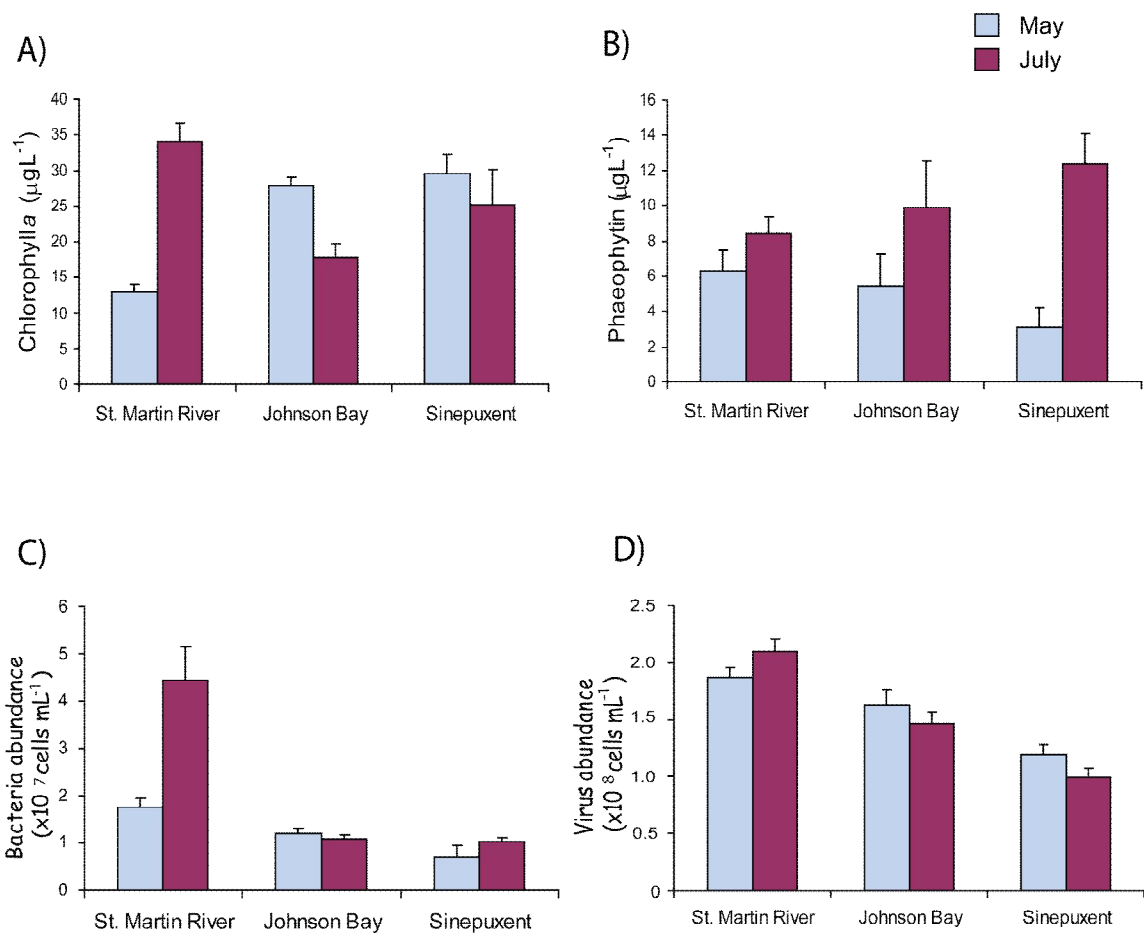 A)
Chlorophyll a (µgL⁻¹)
40
35
30
25
20
15
10
5
0
St. Martin River
Johnson Bay
Sinepuxent
B)
May
July
Phaeophytin (µgL⁻¹)
16
14
12
10
8
6
4
2
0
St. Martin River
Johnson Bay
Sinepuxent
C)
Bacteria abundance
(x10 ⁷ cells mL⁻¹)
6
5
4
3
2
1
0
St. Martin River
Johnson Bay
Sinepuxent
D)
Virus abundance
(x10 ⁸ cells mL⁻¹)
2.5
2.0
1.5
1.0
0.5
0
St. Martin River
Johnson Bay
Sinepuxent